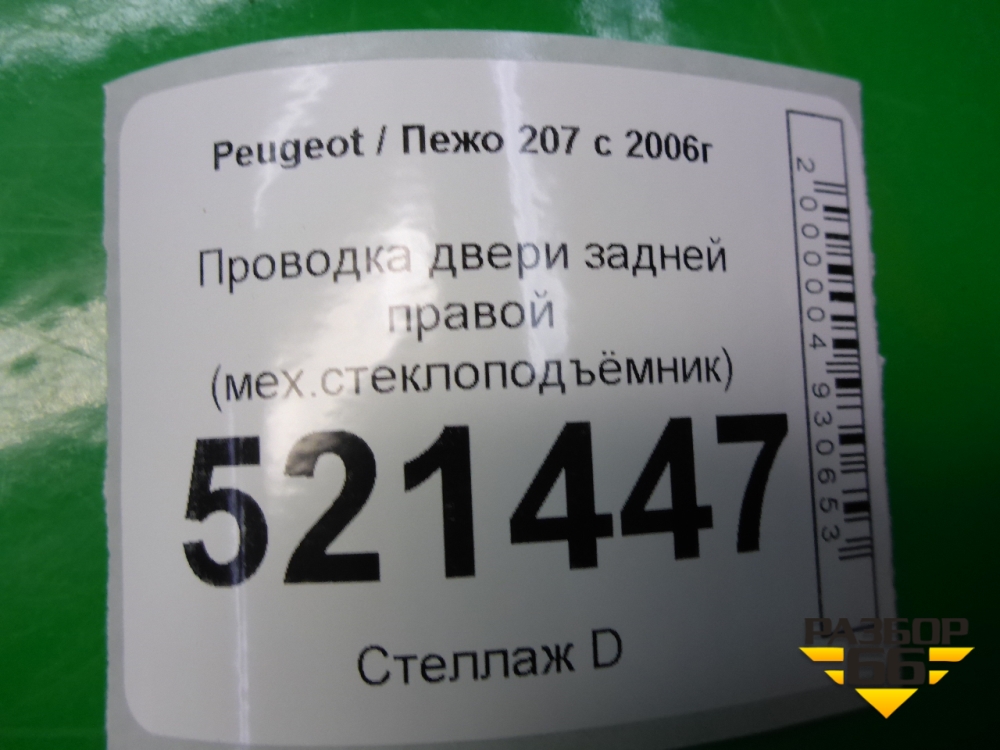 Peugeot / Пежо 207 с 2006г
Проводка двери задней
правой
(мех.стеклоподъёмник)
521447
Стеллаж D
2000004930653
РАЗБОР
66